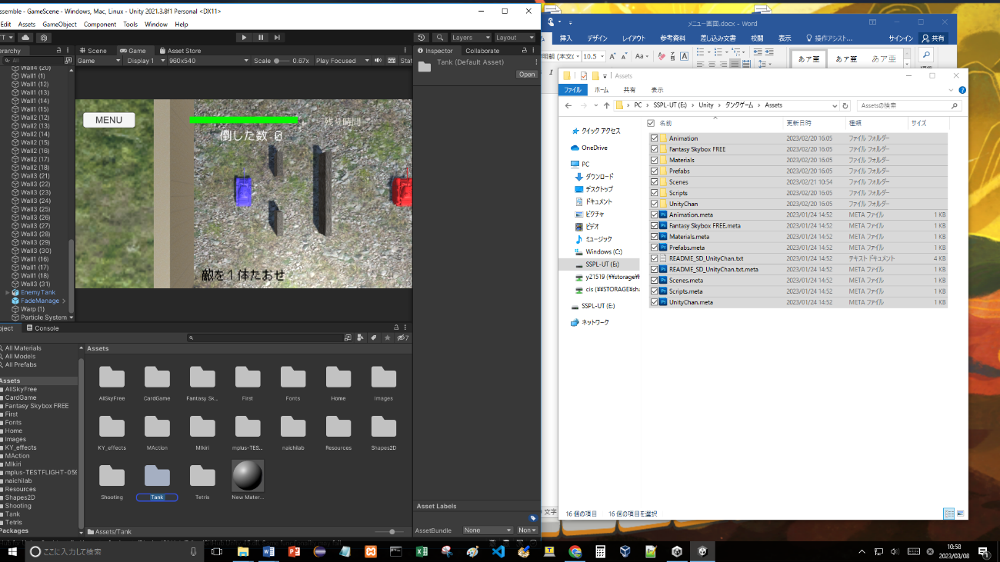 ssemble - GameScene - Windows, Mac, Linux - Unity 2021.3.8f1 Personal <DX11>
Edit Assets GameObject Component Tools Window Help
Layers Layout
erarchy
All
Wall4 (20)
Wall1 (1)
Wall1 (12)
Wall1 (13)
Wall1 (14)
Wall1 (15)
Wall2 (12)
Wall2 (13)
Wall2 (14)
Wall2 (15)
Wall2 (16)
Wall2 (17)
Wall2 (18)
Wall3 (21)
Wall3 (22)
Wall3 (23)
Wall3 (24)
Wall3 (25)
Wall3 (26)
Wall3 (27)
Wall3 (28)
Wall3 (29)
Wall3 (30)
Wall1 (16)
Wall1 (17)
Wall1 (18)
Wall3 (31)
EnemyTank
FadeManage
Warp (1)
Particle System
Scene Game Asset Store
Game Display 1 960x540 Scale 0.67x Play Focused Stat
MENU
残り時間
倒した数 0
敵を1体たおせ
Inspector Collaborate
Tank (Default Asset)
Open
Asset Labels
AssetBundle None Non
oject Console
7
All Materials
All Models
All Prefabs
Assets
AllSkyFree
CardGame
Fantasy Skybox FREE
First
Fonts
Home
Images
KY_effects
MAction
MIkiri
mplus-TESTFLIGHT-059
naichilab
Resources
Shapes2D
Shooting
Tank
Tetris
Packages
Assets
AllSkyFree CardGame Fantasy Sk... First Fonts Home Images
KY_effects MAction MIkiri mplus-TES... naichilab Resources Shapes2D
Shooting Tank Tetris New Mater...
Assets/Tank
メニュー画面.docx - Word
挿入 デザイン レイアウト 参考資料 差し込み文書 校閲 表示 操作アシスト... サインイン 共有
明朝 (本文( 10.5 Aa
あア亜 あア亜 あア亜
文字
Assets
ファイル ホーム 共有 表示
PC SSPL-UT (E:) Unity タンクゲーム Assets
Assetsの検索
クイック アクセス
OneDrive
PC
ダウンロード
デスクトップ
ドキュメント
ピクチャ
ビデオ
ミュージック
Windows (C:)
SSPL-UT (E:)
y21519 (¥¥storage¥h
cis (¥¥STORAGE¥sha
SSPL-UT (E:)
ネットワーク
名前 更新日時 種類 サイズ
Animation 2023/02/20 16:05 ファイル フォルダー
Fantasy Skybox FREE 2023/02/20 16:05 ファイル フォルダー
Materials 2023/02/20 16:05 ファイル フォルダー
Prefabs 2023/02/20 16:05 ファイル フォルダー
Scenes 2023/02/21 10:54 ファイル フォルダー
Scripts 2023/02/20 16:05 ファイル フォルダー
UnityChan 2023/02/20 16:05 ファイル フォルダー
Animation.meta 2023/01/24 14:52 META ファイル 1 KB
Fantasy Skybox FREE.meta 2023/01/24 14:52 META ファイル 1 KB
Materials.meta 2023/01/24 14:52 META ファイル 1 KB
Prefabs.meta 2023/01/24 14:52 META ファイル 1 KB
README_SD_UnityChan.txt 2023/01/24 14:52 テキスト ドキュメント 4 KB
README_SD_UnityChan.txt.meta 2023/01/24 14:52 META ファイル 1 KB
Scenes.meta 2023/01/24 14:52 META ファイル 1 KB
Scripts.meta 2023/01/24 14:52 META ファイル 1 KB
UnityChan.meta 2023/01/24 14:52 META ファイル 1 KB
16 個の項目 16 個の項目を選択
ここに入力して検索
10:58
2023/03/08